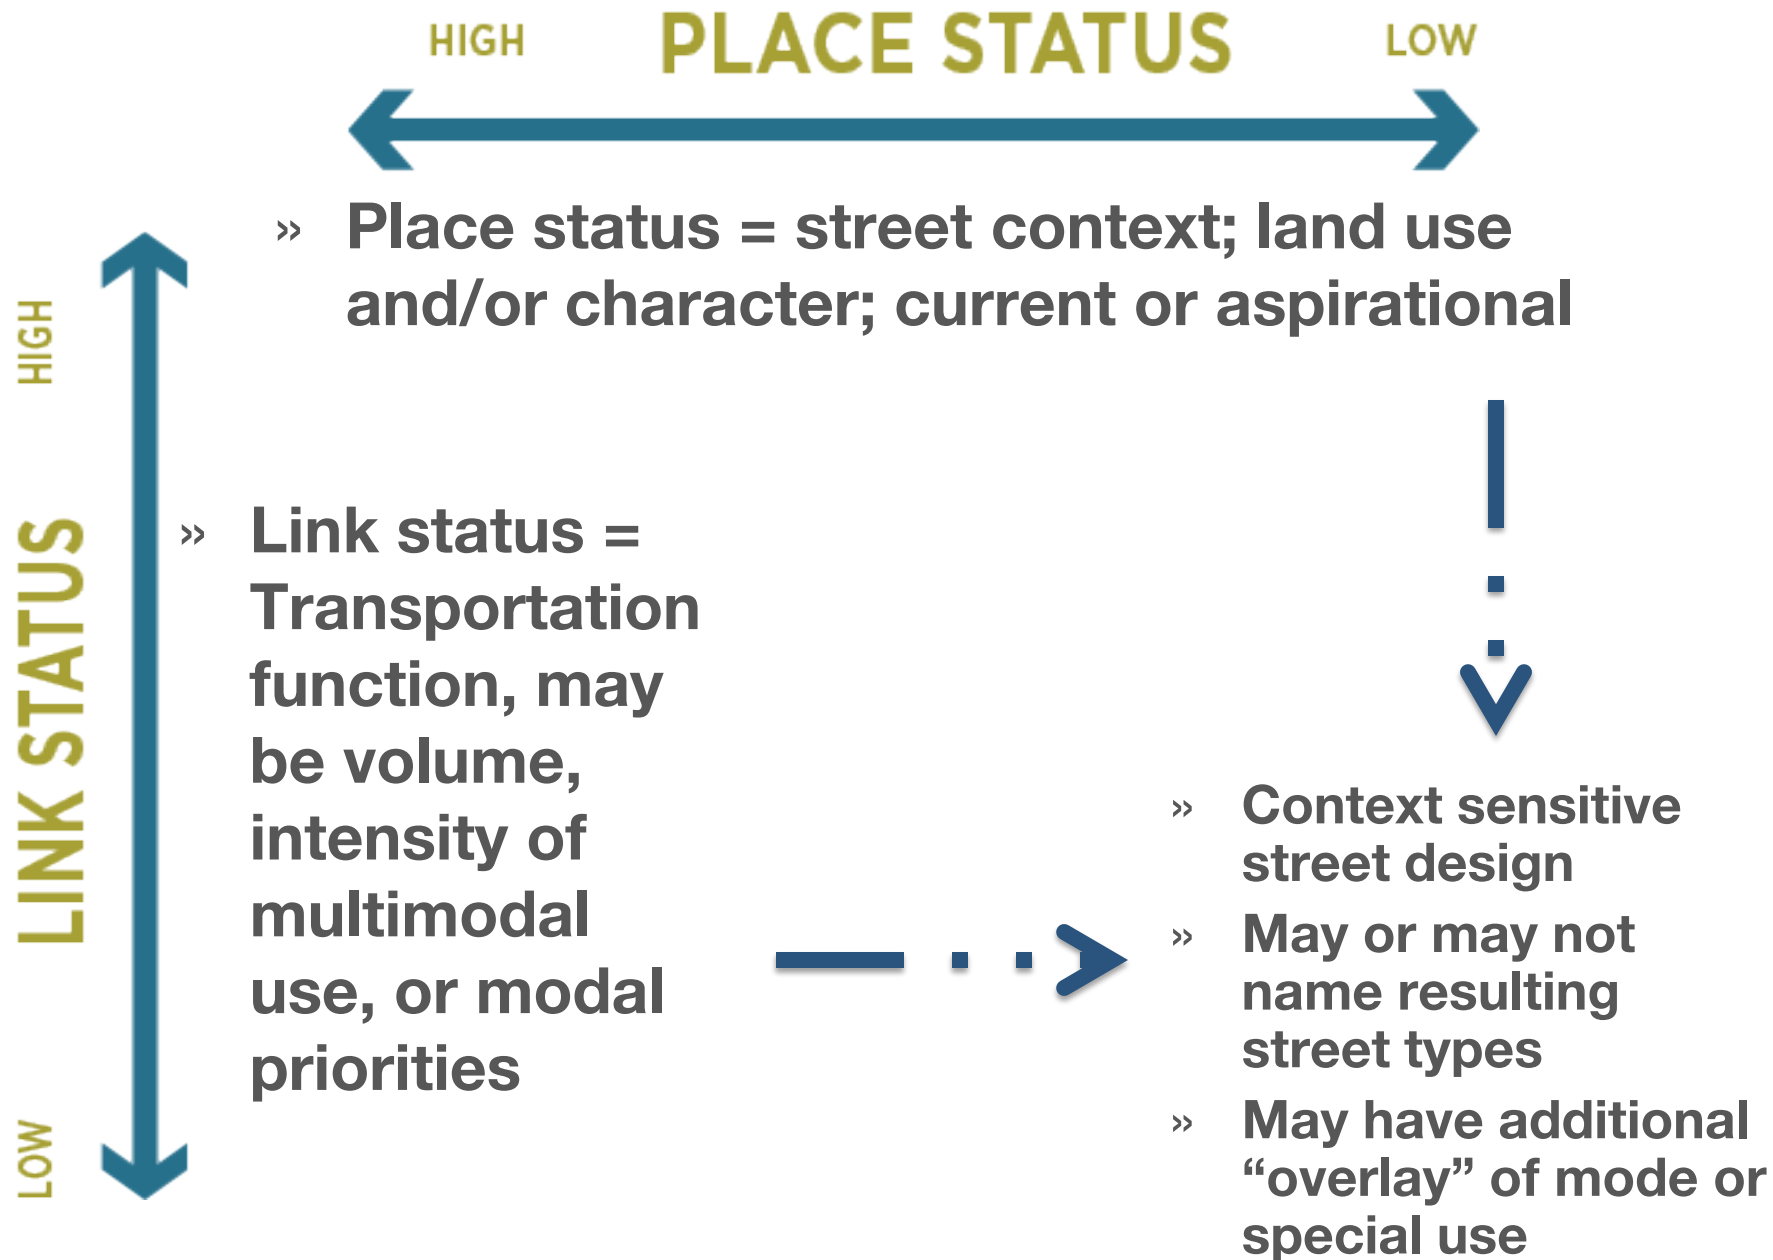 HIGH PLACE STATUS LOW
» Place status = street context; land use
and/or character; current or aspirational
HIGH
LINK STATUS
LOW
» Link status =
Transportation
function, may
be volume,
intensity of
multimodal
use, or modal
priorities
» Context sensitive
street design
» May or may not
name resulting
street types
» May have additional
“overlay” of mode or
special use